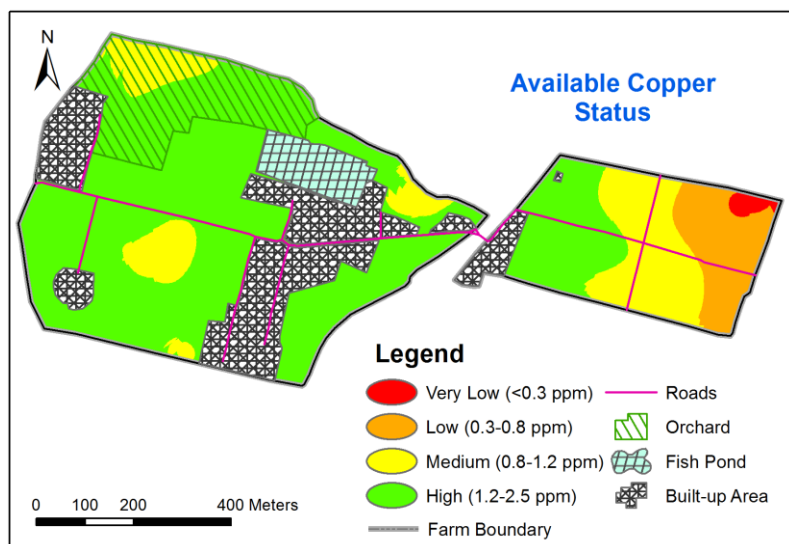 N
Available Copper
Status
Legend
Very Low (<0.3 ppm)
Roads
Low (0.3-0.8 ppm)
Orchard
Medium (0.8-1.2 ppm)
Fish Pond
High (1.2-2.5 ppm)
Built-up Area
Farm Boundary
0 100 200 400 Meters